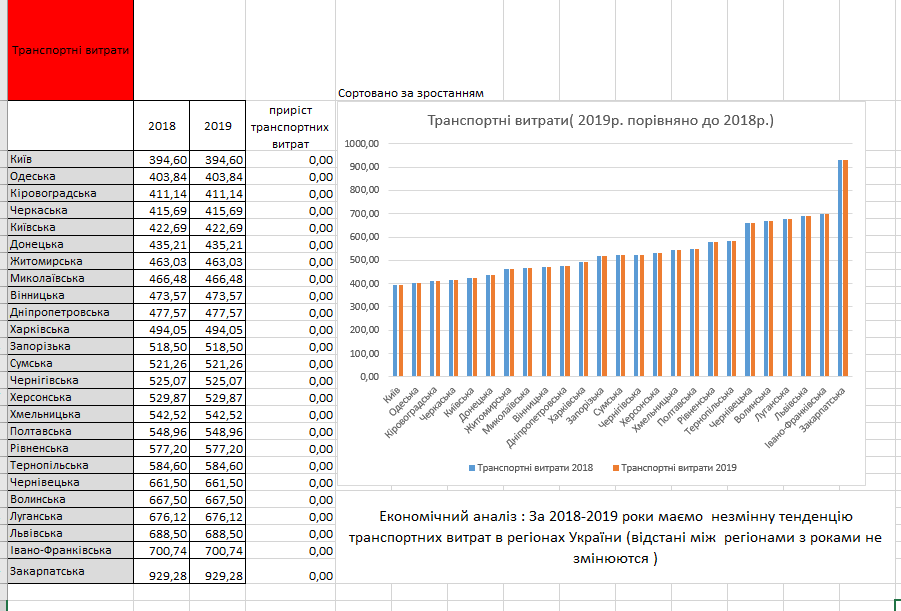 Транспортні витрати
Сортовано за зростанням
2018 2019 приріст транспортних витрат
Київ 394,60 394,60 0,00
Одеська 403,84 403,84 0,00
Кіровоградська 411,14 411,14 0,00
Черкаська 415,69 415,69 0,00
Київська 422,69 422,69 0,00
Донецька 435,21 435,21 0,00
Житомирська 463,03 463,03 0,00
Миколаївська 466,48 466,48 0,00
Вінницька 473,57 473,57 0,00
Дніпропетровська 477,57 477,57 0,00
Харківська 494,05 494,05 0,00
Запорізька 518,50 518,50 0,00
Сумська 521,26 521,26 0,00
Чернігівська 525,07 525,07 0,00
Херсонська 529,87 529,87 0,00
Хмельницька 542,52 542,52 0,00
Полтавська 548,96 548,96 0,00
Рівненська 577,20 577,20 0,00
Тернопільська 584,60 584,60 0,00
Чернівецька 661,50 661,50 0,00
Волинська 667,50 667,50 0,00
Луганська 676,12 676,12 0,00
Львівська 688,50 688,50 0,00
Івано-Франківська 700,74 700,74 0,00
Закарпатська 929,28 929,28 0,00
Транспортні витрати( 2019р. порівняно до 2018р.)
1000,00
900,00
800,00
700,00
600,00
500,00
400,00
300,00
200,00
100,00
0,00
Київ
Одеська
Кіровоградська
Черкаська
Київська
Донецька
Житомирська
Миколаївська
Вінницька
Дніпропетровська
Харківська
Запорізька
Сумська
Чернігівська
Херсонська
Хмельницька
Полтавська
Рівненська
Тернопільська
Чернівецька
Волинська
Луганська
Львівська
Івано-Франківська
Закарпатська
Транспортні витрати 2018 Транспортні витрати 2019
Економічний аналіз : За 2018-2019 роки маємо незмінну тенденцію
транспортних витрат в регіонах України (відстані між регіонами з роками не
змінюются )